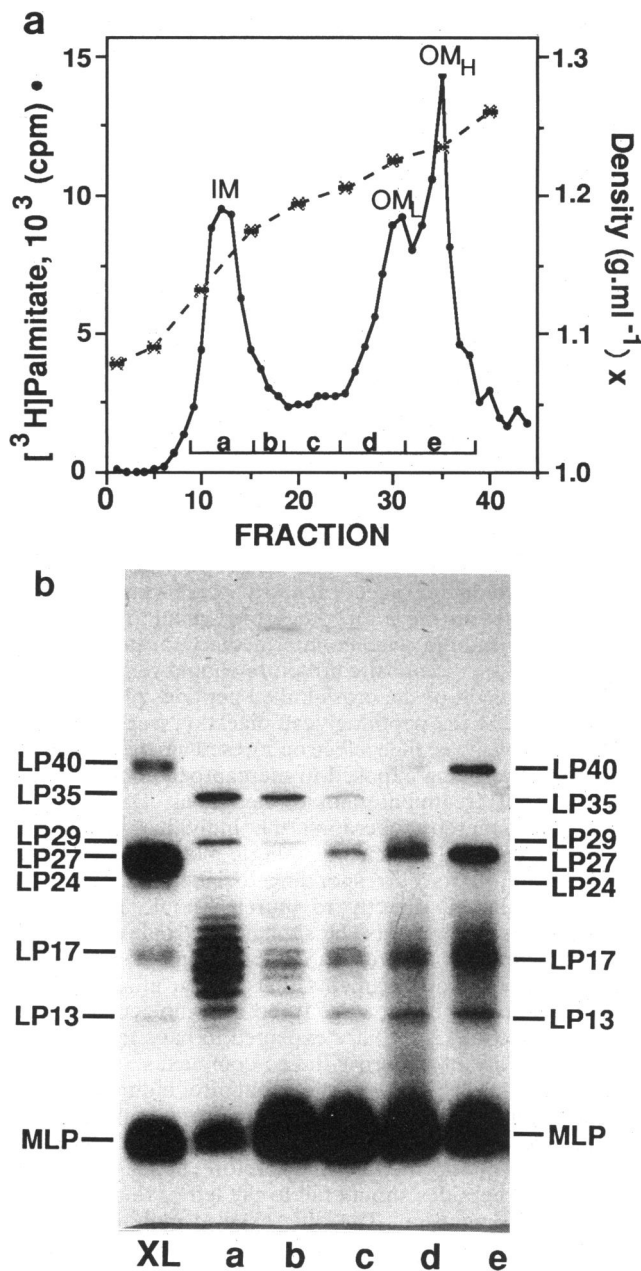 a
[³H]Palmitate, 10³ (cpm) •
15
10
5
0
IM
OM_L
OM_H
1.3
1.2
1.1
1.0
Density (g.ml⁻¹) x
a b c d e
0 10 20 30 40
FRACTION
b
LP40 LP40
LP35 LP35
LP29 LP29
LP27 LP27
LP24 LP24
LP17 LP17
LP13 LP13
MLP MLP
XL a b c d e